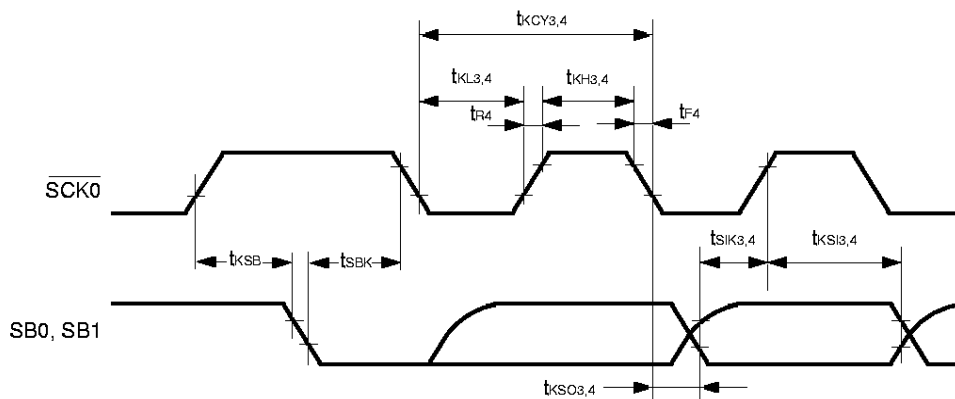 tKCY3,4
tKL3,4
tKH3,4
tR4
tF4
SCK0
tSIK3,4
tKSI3,4
tKSB
tSBK
SB0, SB1
tKSO3,4